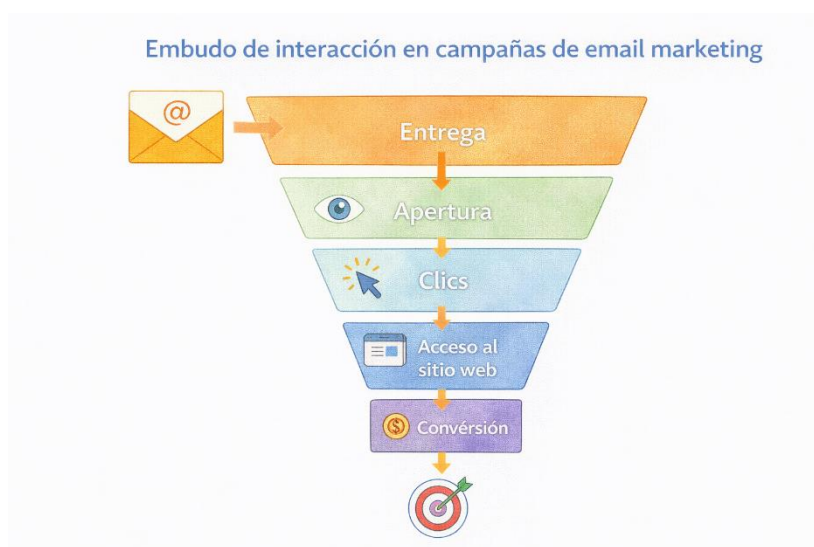 Embudo de interacción en campañas de email marketing
@
Entrega
Apertura
Clics
Acceso al
sitio web
$
Convérsión